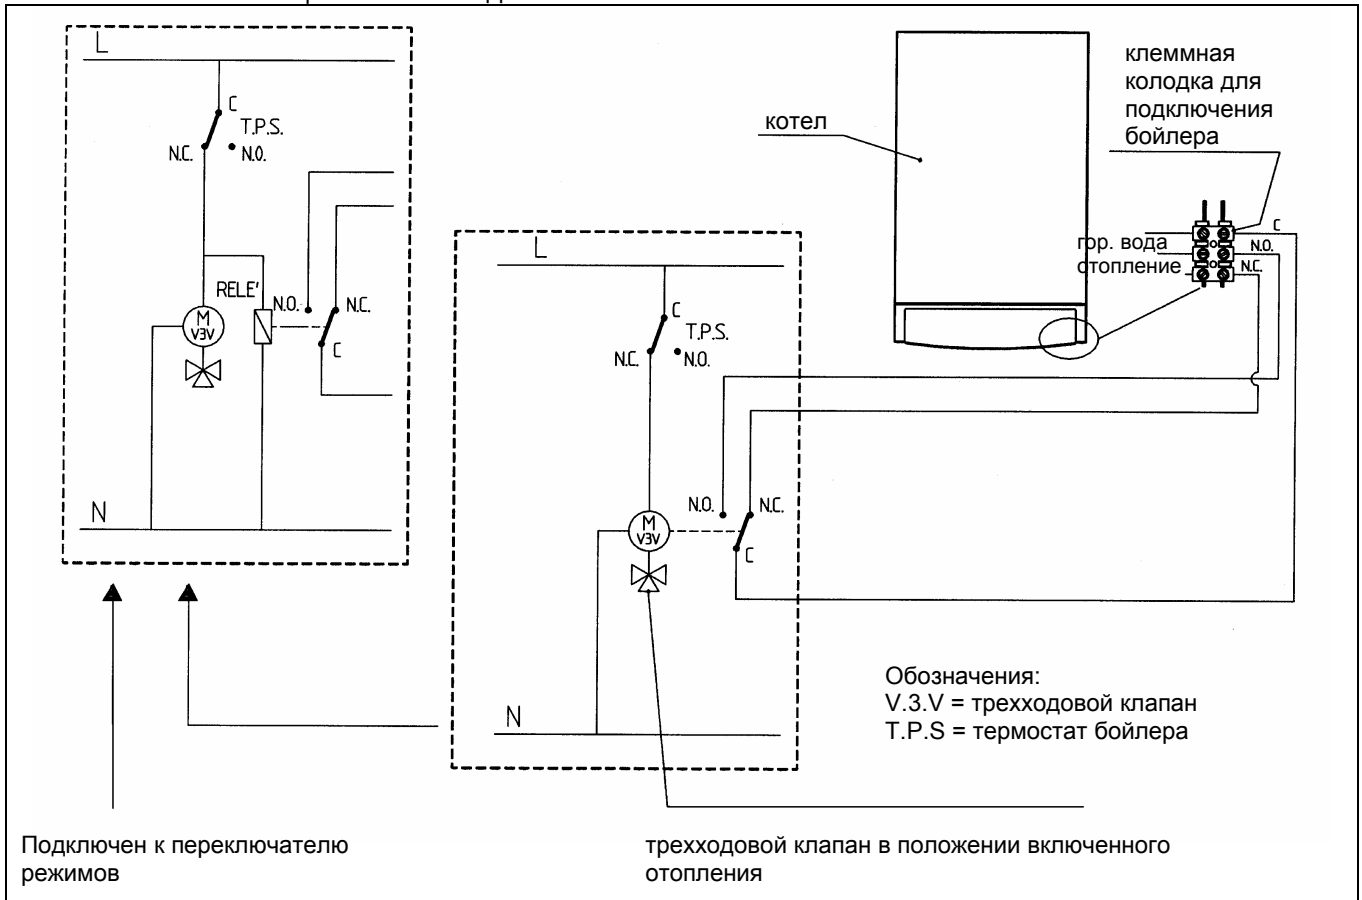 L
C
T.P.S.
N.C.
N.O.
RELE'
N.O.
N.C.
M
V3V
C
N
котел
клеммная
колодка для
подключения
бойлера
C
гор. вода
N.O.
отопление
N.C.
L
C
T.P.S.
N.C.
N.O.
N.O.
N.C.
M
V3V
C
N
Обозначения:
V.3.V = трехходовой клапан
T.P.S = термостат бойлера
Подключен к переключателю
режимов
трехходовой клапан в положении включенного
отопления